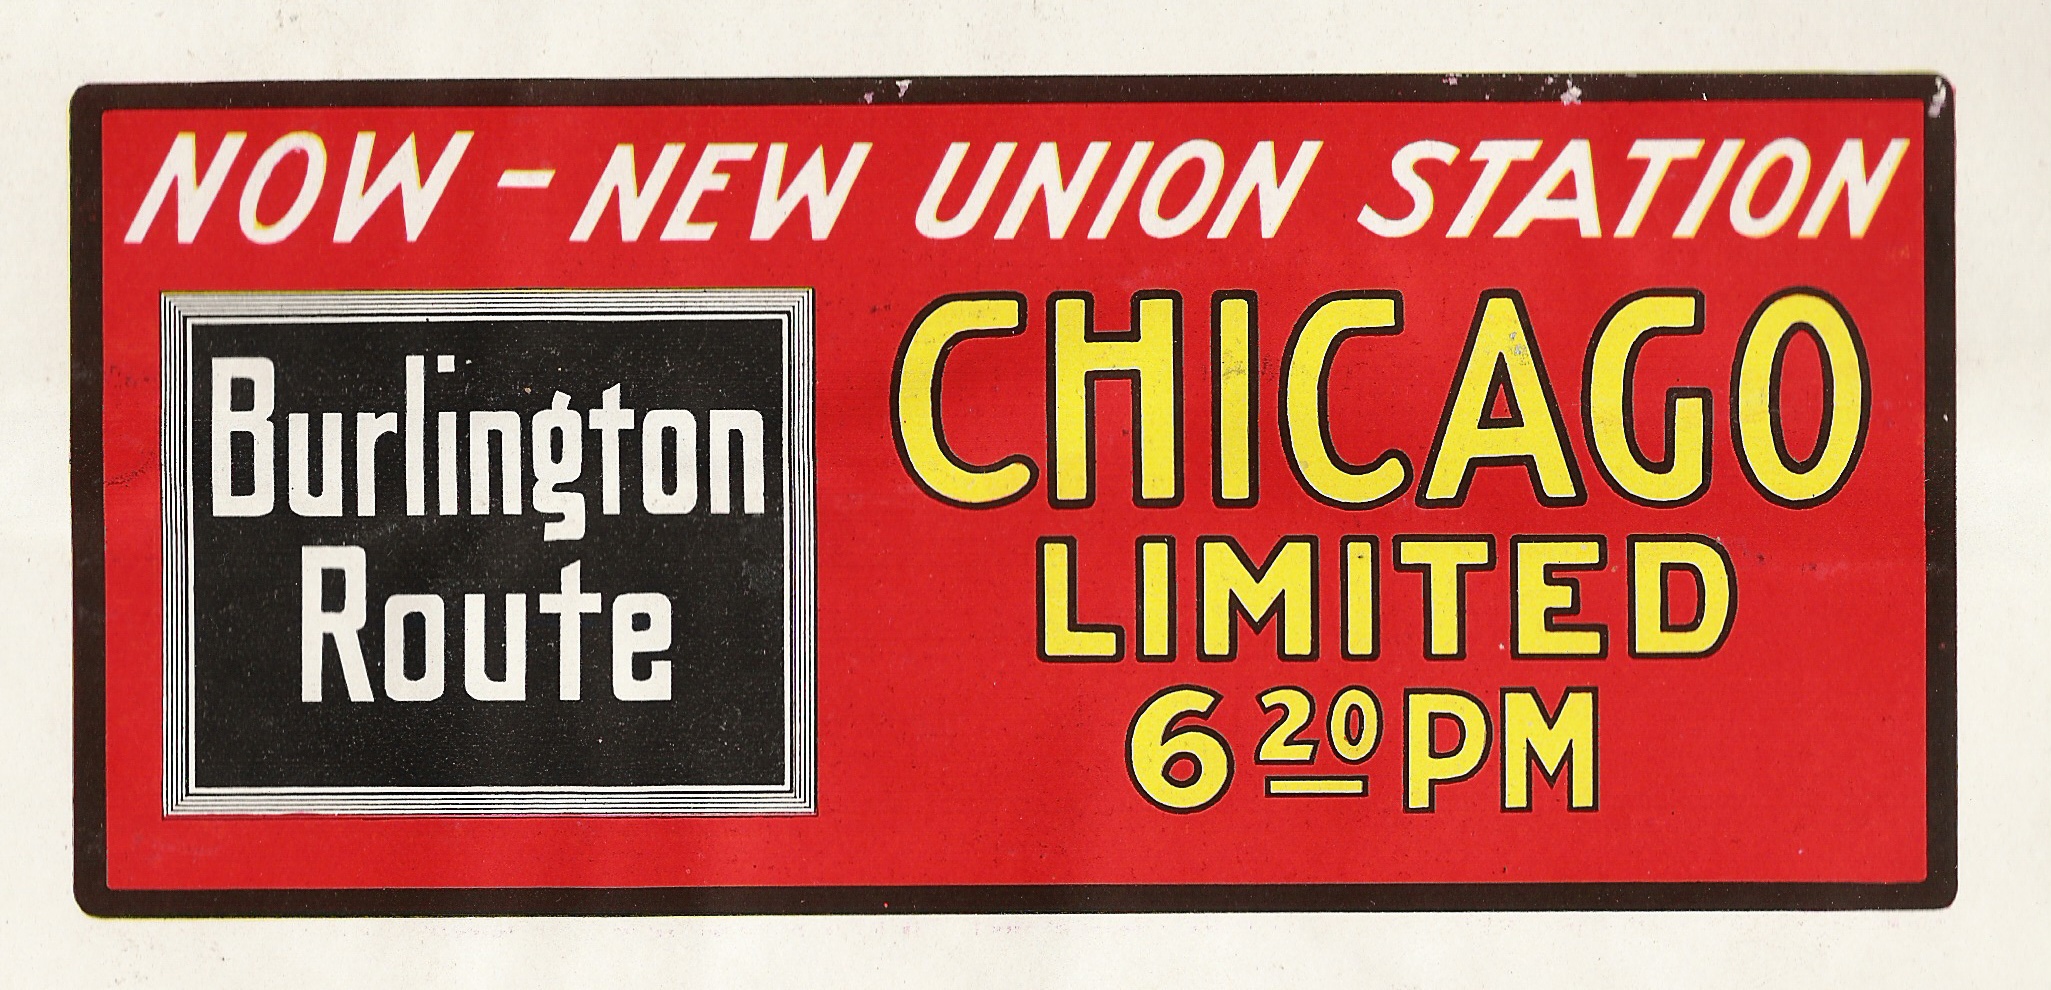 NOW - NEW UNION STATION
Burlington
Route
CHICAGO
LIMITED
6 20 PM